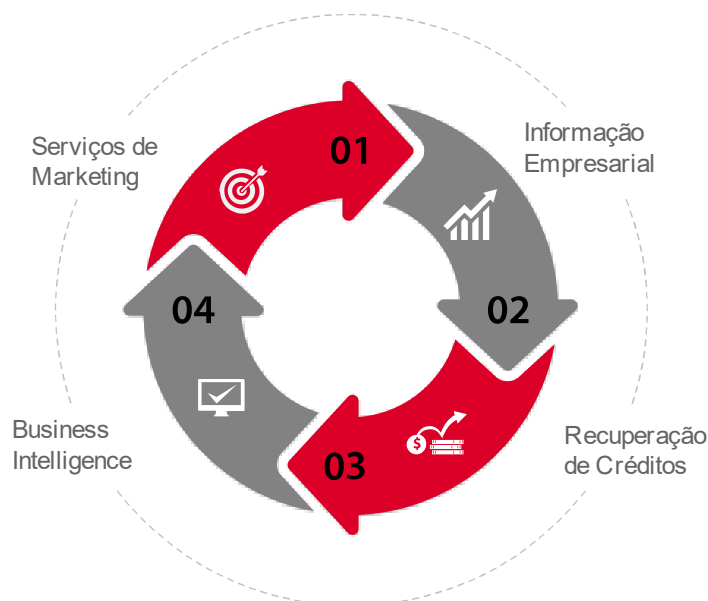 Serviços de
Marketing
01
Informação
Empresarial
04
02
Business
Intelligence
03
$
Recuperação
de Créditos